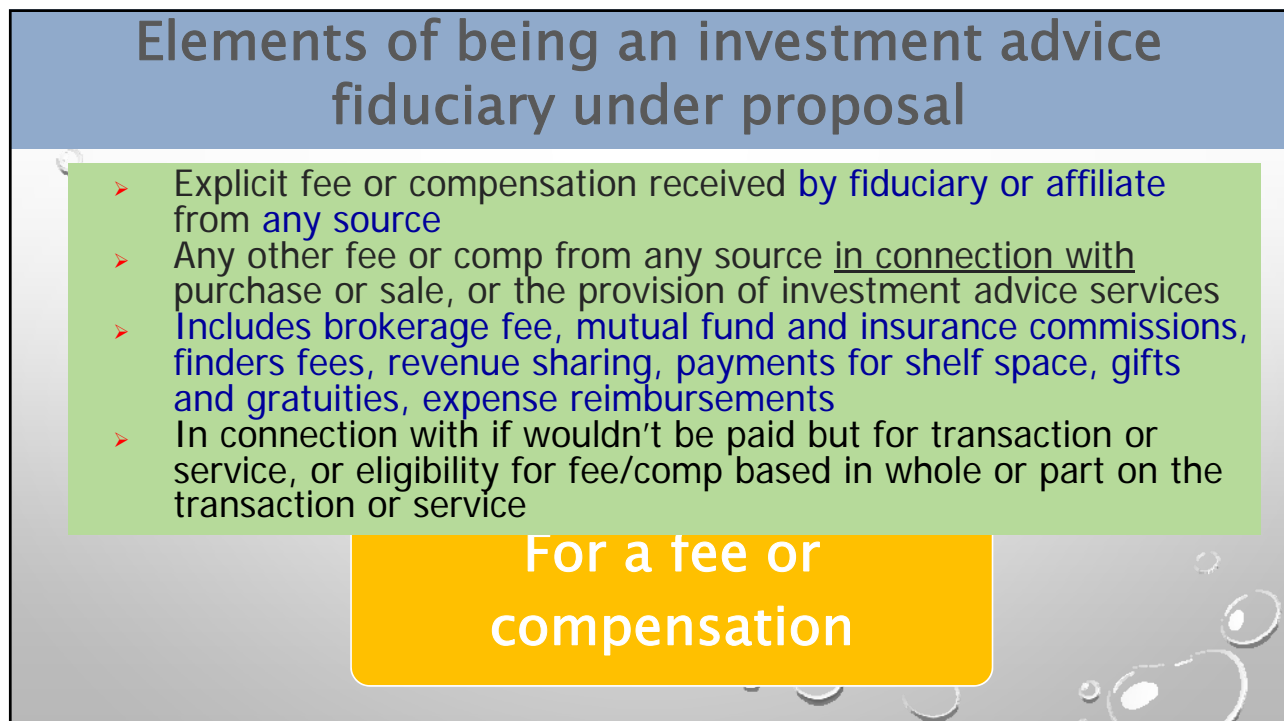 Elements of being an investment advice
fiduciary under proposal
➢ Explicit fee or compensation received by fiduciary or affiliate
from any source
➢ Any other fee or comp from any source in connection with
purchase or sale, or the provision of investment advice services
➢ Includes brokerage fee, mutual fund and insurance commissions,
finders fees, revenue sharing, payments for shelf space, gifts
and gratuities, expense reimbursements
➢ In connection with if wouldn't be paid but for transaction or
service, or eligibility for fee/comp based in whole or part on the
transaction or service
For a fee or
compensation